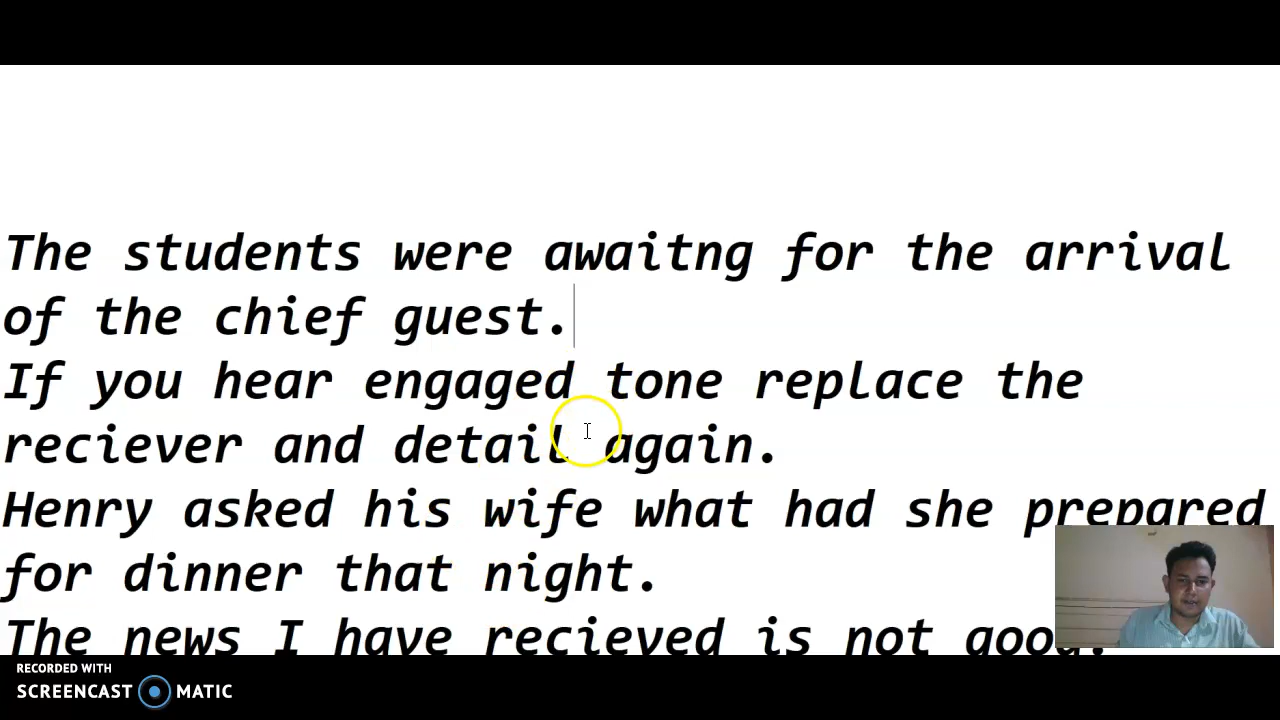 The students were awaitng for the arrival
of the chief guest.
If you hear engaged tone replace the
reciever and detail again.
Henry asked his wife what had she prepared
for dinner that night.
The news I have recieved is not good.
RECORDED WITH
SCREENCAST MATIC